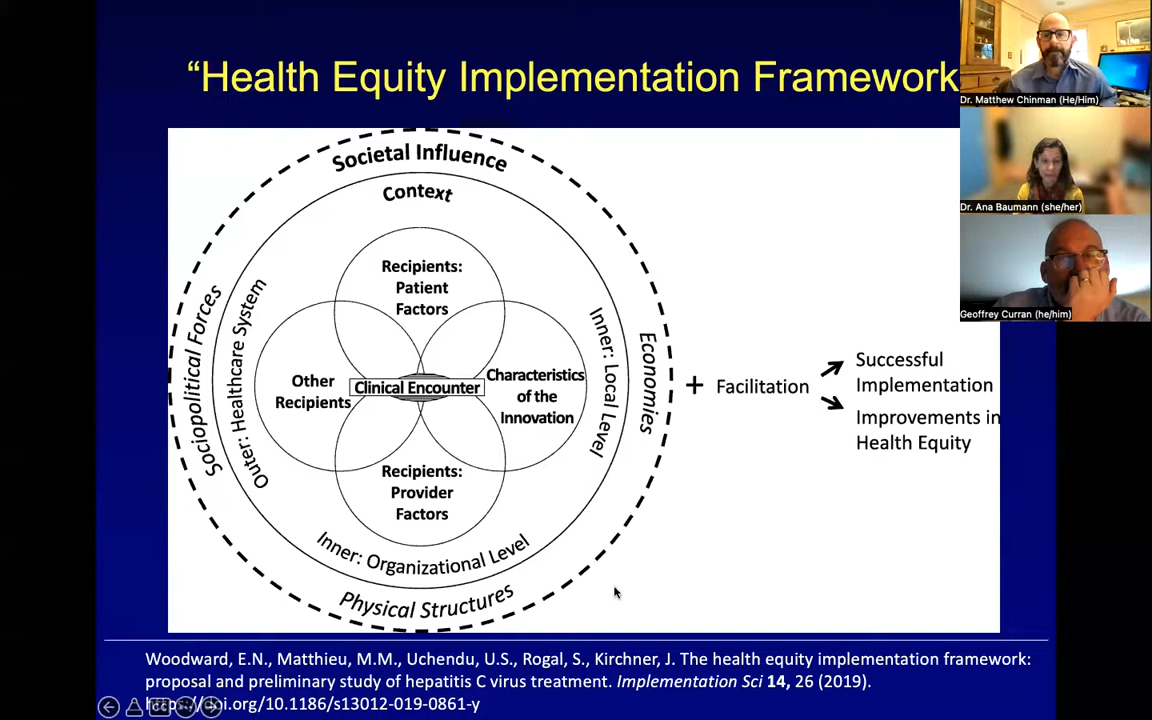 “Health Equity Implementation Framework
Dr. Matthew Chinman (He/Him)
Dr. Ana Baumann (she/her)
Geoffrey Curran (he/him)
Societal Influence
Context
Sociopolitical Forces
Outer: Healthcare System
Recipients:
Patient
Factors
Other
Recipients
Clinical Encounter
Characteristics
of the
Innovation
Inner: Local Level
Economies
Recipients:
Provider
Factors
Inner: Organizational Level
Physical Structures
+ Facilitation
Successful
Implementation
Improvements in
Health Equity
Woodward, E.N., Matthieu, M.M., Uchendu, U.S., Rogal, S., Kirchner, J. The health equity implementation framework:
proposal and preliminary study of hepatitis C virus treatment. Implementation Sci 14, 26 (2019).
https://doi.org/10.1186/s13012-019-0861-y